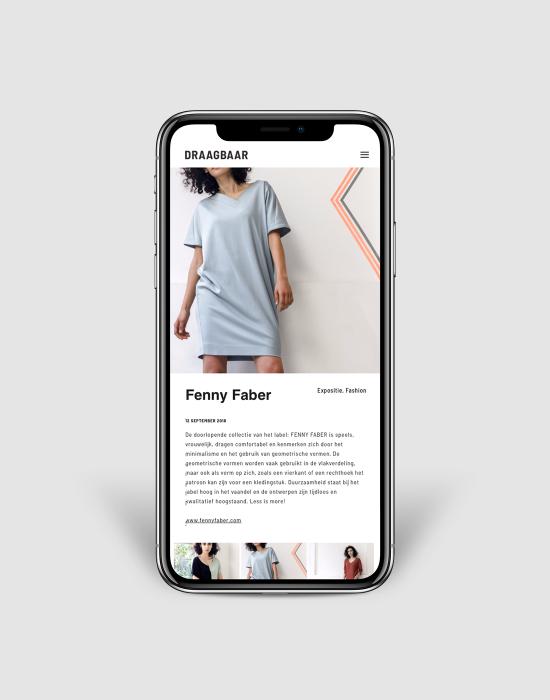 DRAAGBAAR
Fenny Faber
Expositie, Fashion
12 SEPTEMBER 2018
De doorlopende collectie van het label: FENNY FABER is speels,
vrouwelijk, dragen comfortabel en kenmerken zich door het
minimalisme en het gebruik van geometrische vormen. De
geometrische vormen worden vaak gebruikt in de vlakverdeling,
maar ook als vorm op zich, zoals een vierkant of een rechthoek het
patroon kan zijn voor een kledingstuk. Duurzaamheid staat bij het
label hoog in het vaandel en de ontwerpen zijn tijdloos en
kwalitatief hoogstaand. Less is more!
www.fennyfaber.com